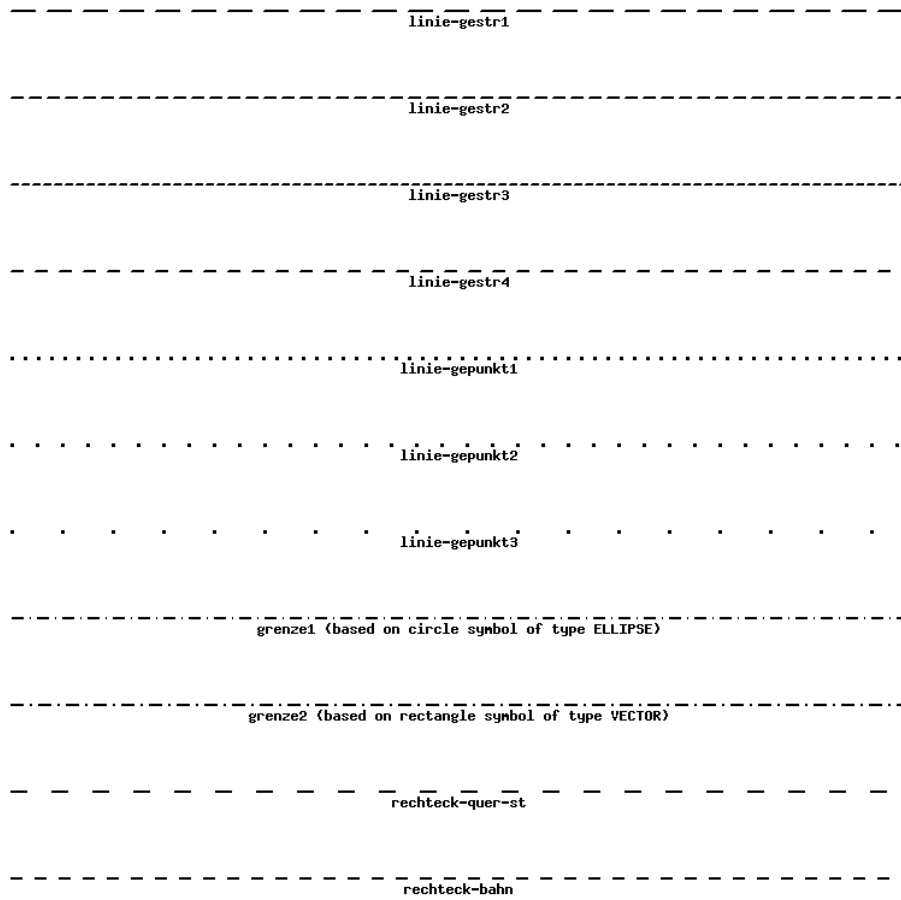 linie-gestr1
linie-gestr2
linie-gestr3
linie-gestr4
linie-gepunkt1
linie-gepunkt2
linie-gepunkt3
grenze1 (based on circle symbol of type ELLIPSE)
grenze2 (based on rectangle symbol of type VECTOR)
rechteck-quer-st
rechteck-bahn